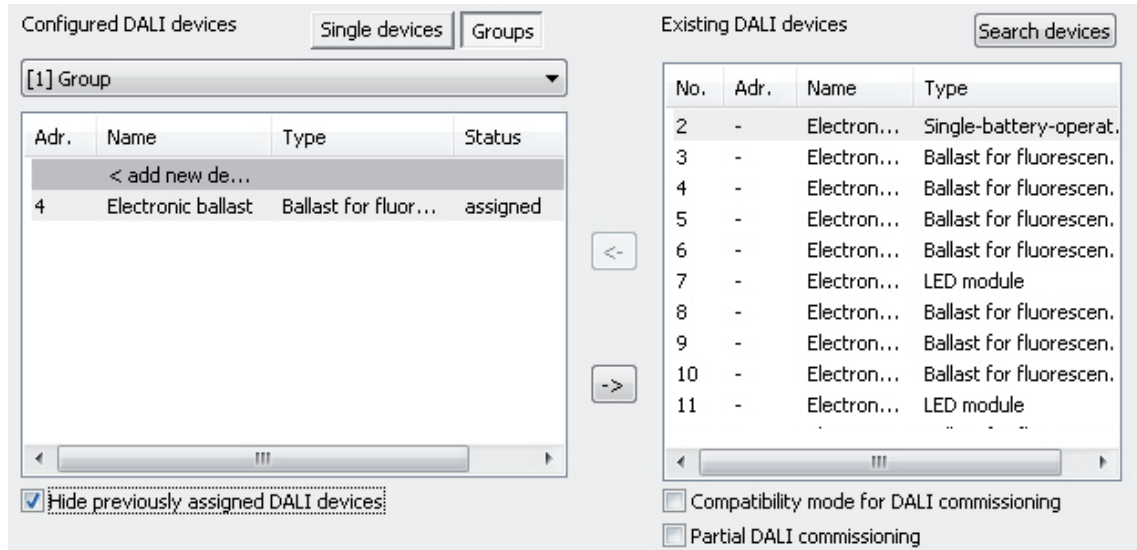 Configured DALI devices Single devices Groups
[1] Group
Adr. Name Type Status
< add new de...
4 Electronic ballast Ballast for fluor... assigned
<-
->
Hide previously assigned DALI devices
Existing DALI devices Search devices
No. Adr. Name Type
2 - Electron... Single-battery-operat.
3 - Electron... Ballast for fluorescen.
4 - Electron... Ballast for fluorescen.
5 - Electron... Ballast for fluorescen.
6 - Electron... Ballast for fluorescen.
7 - Electron... LED module
8 - Electron... Ballast for fluorescen.
9 - Electron... Ballast for fluorescen.
10 - Electron... Ballast for fluorescen.
11 - Electron... LED module
Compatibility mode for DALI commissioning
Partial DALI commissioning